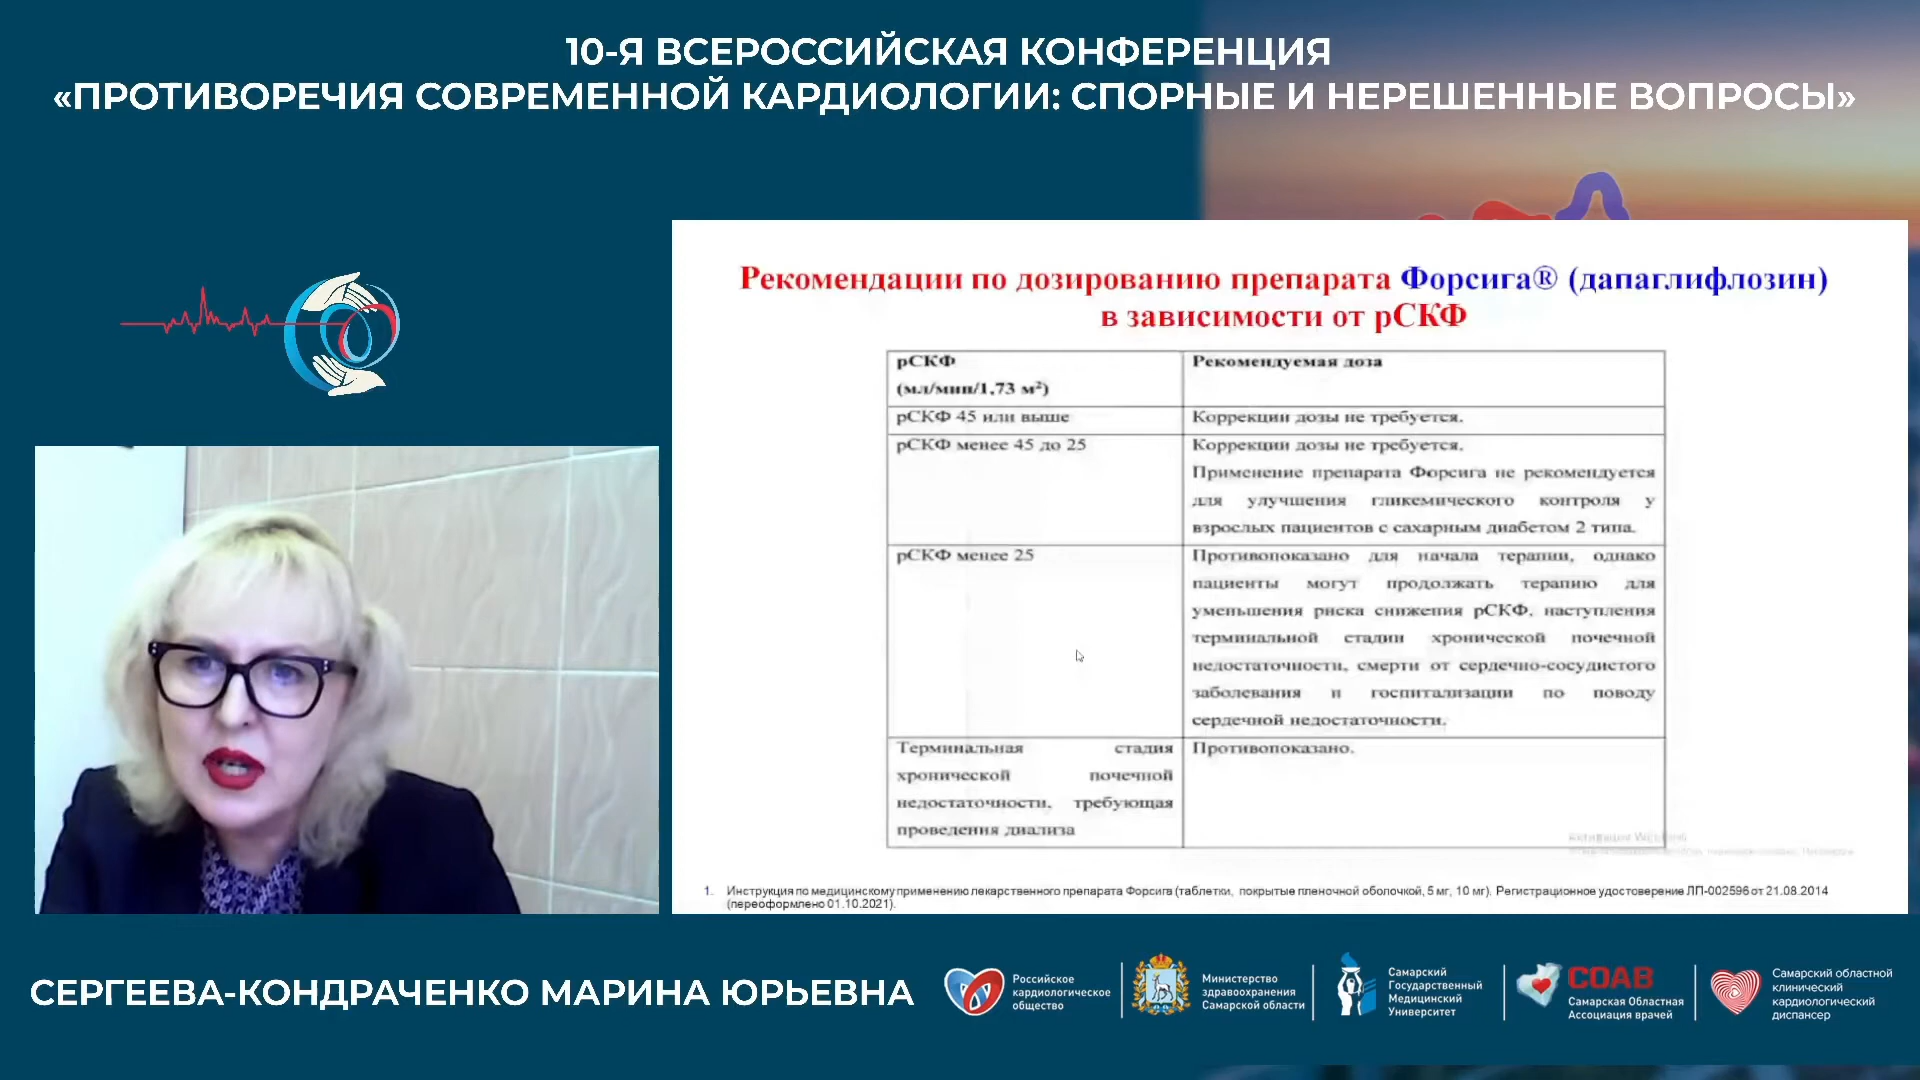 10-Я ВСЕРОССИЙСКАЯ КОНФЕРЕНЦИЯ
«ПРОТИВОРЕЧИЯ СОВРЕМЕННОЙ КАРДИОЛОГИИ: СПОРНЫЕ И НЕРЕШЕННЫЕ ВОПРОСЫ»
Рекомендации по дозированию препарата Форсига® (дапаглифлозин)
в зависимости от рСКФ
рСКФ
(мл/мин/1,73 м²)
Рекомендуемая доза
рСКФ 45 или выше
Коррекции дозы не требуется.
рСКФ менее 45 до 25
Коррекции дозы не требуется.
Применение препарата Форсига не рекомендуется
для улучшения гликемического контроля у
взрослых пациентов с сахарным диабетом 2 типа.
рСКФ менее 25
Противопоказано для начала терапии, однако
пациенты могут продолжать терапию для
уменьшения риска снижения рСКФ, наступления
терминальной стадии хронической почечной
недостаточности, смерти от сердечно-сосудистого
заболевания и госпитализации по поводу
сердечной недостаточности.
Терминальная стадия
хронической почечной
недостаточности, требующая
проведения диализа
Противопоказано.
1. Инструкция по медицинскому применению лекарственного препарата Форсига (таблетки, покрытые пленочной оболочкой, 5 мг, 10 мг). Регистрационное удостоверение ЛП-002596 от 21.08.2014
(переоформлено 01.10.2021).
СЕРГЕЕВА-КОНДРАЧЕНКО МАРИНА ЮРЬЕВНА
Российское
кардиологическое
общество
Министерство
здравоохранения
Самарской области
Самарский
Государственный
Медицинский
Университет
СОАВ
Самарская Областная
Ассоциация врачей
Самарский областной
клинический
кардиологический
диспансер